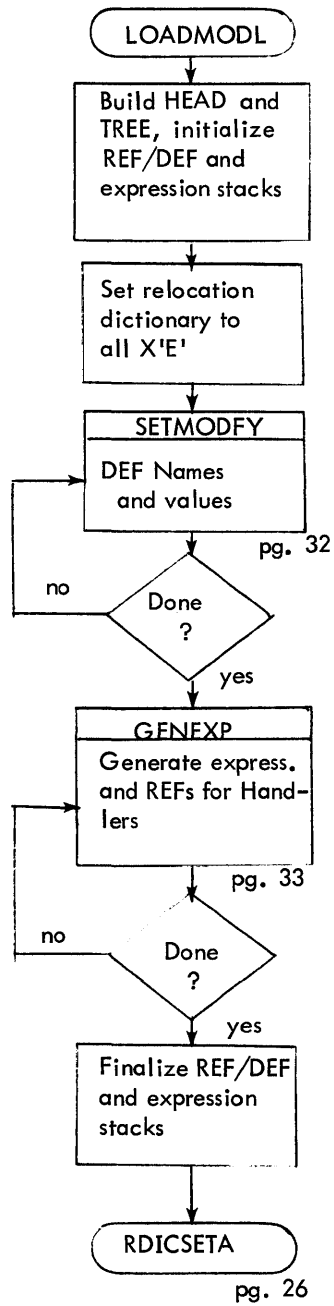 LOADMODL
Build HEAD and
TREE, initialize
REF/DEF and
expression stacks
Set relocation
dictionary to
all X'E'
SETMODFY
DEF Names
and values
pg. 32
no
Done
?
yes
GENEXP
Generate express.
and REFs for Hand-
lers
pg. 33
no
Done
?
yes
Finalize REF/DEF
and expression
stacks
RDICSETA
pg. 26